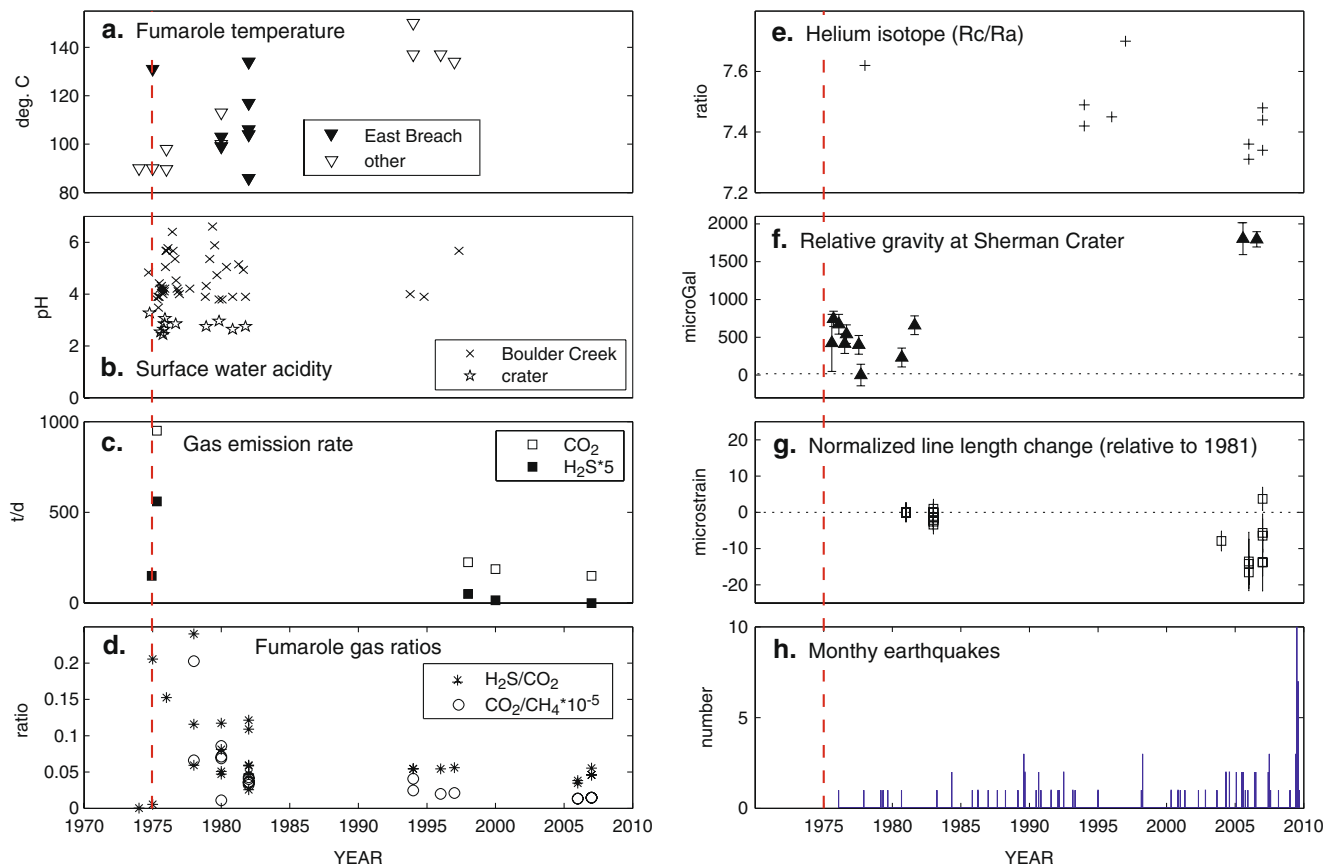 a. Fumarole temperature
140
120
100
80
deg. C
East Breach
other
6
4
2
0
pH
b. Surface water acidity
Boulder Creek
crater
c. Gas emission rate
1000
500
0
t/d
CO2
H2S*5
d. Fumarole gas ratios
0.2
0.15
0.1
0.05
0
ratio
H2S/CO2
CO2/CH4*10-5
1970 1975 1980 1985 1990 1995 2000 2005 2010
YEAR
e. Helium isotope (Rc/Ra)
7.6
7.4
7.2
ratio
f. Relative gravity at Sherman Crater
2000
1500
1000
500
0
microGal
g. Normalized line length change (relative to 1981)
20
10
0
-10
-20
microstrain
h. Monthy earthquakes
10
5
0
number
1975 1980 1985 1990 1995 2000 2005 2010
YEAR